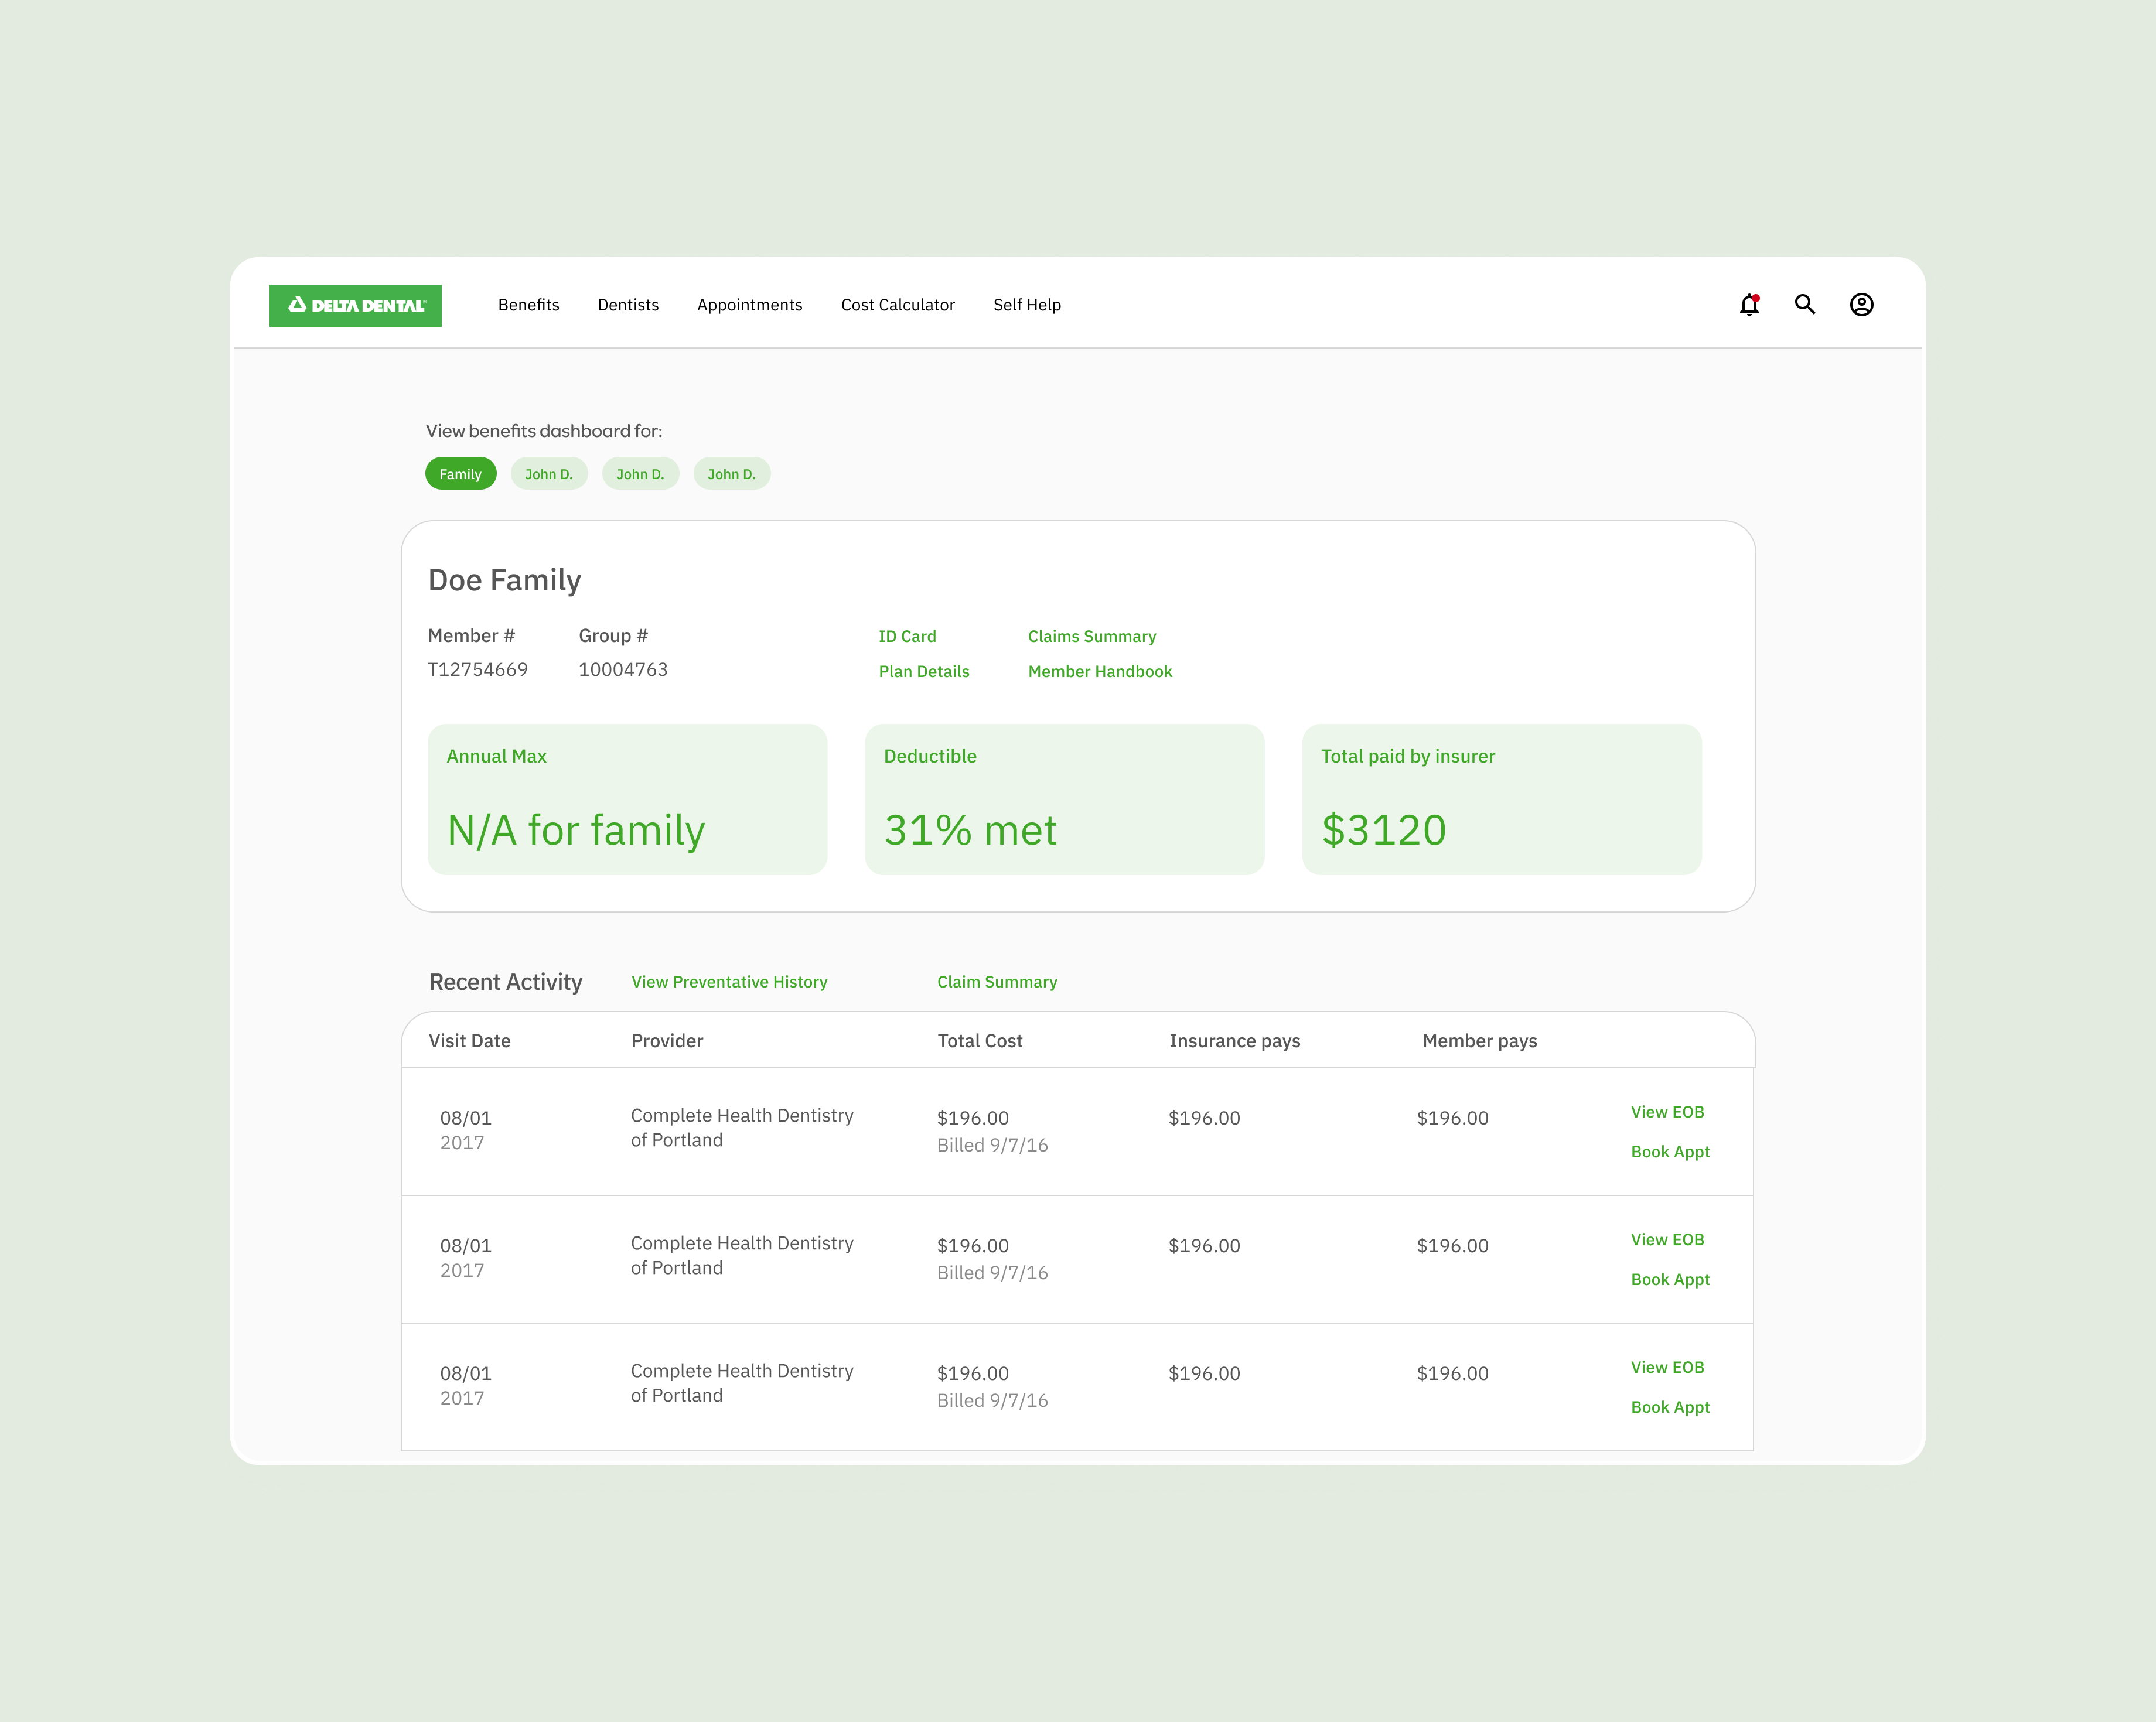 DELTA DENTAL Benefits Dentists Appointments Cost Calculator Self Help
View benefits dashboard for:
Family John D. John D. John D.
Doe Family
Member # Group # ID Card Claims Summary
T12754669 10004763 Plan Details Member Handbook
Annual Max Deductible Total paid by insurer
N/A for family 31% met $3120
Recent Activity View Preventative History Claim Summary
Visit Date Provider Total Cost Insurance pays Member pays
08/01 Complete Health Dentistry $196.00 $196.00 $196.00 View EOB
2017 of Portland Billed 9/7/16 Book Appt
08/01 Complete Health Dentistry $196.00 $196.00 $196.00 View EOB
2017 of Portland Billed 9/7/16 Book Appt
08/01 Complete Health Dentistry $196.00 $196.00 $196.00 View EOB
2017 of Portland Billed 9/7/16 Book Appt